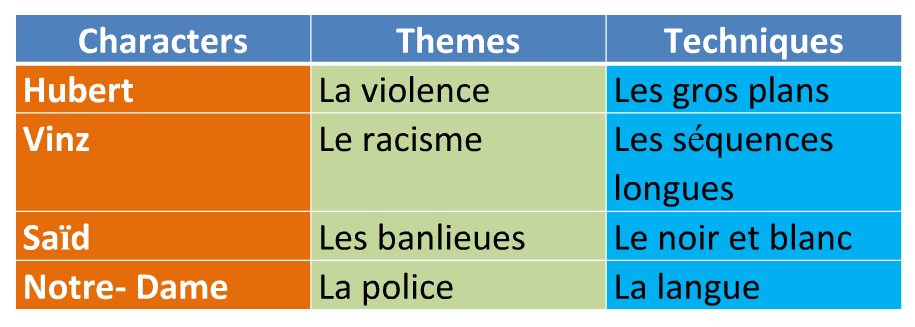 Characters Themes Techniques
Hubert La violence Les gros plans
Vinz Le racisme Les séquences
longues
Saïd Les banlieues Le noir et blanc
Notre- Dame La police La langue